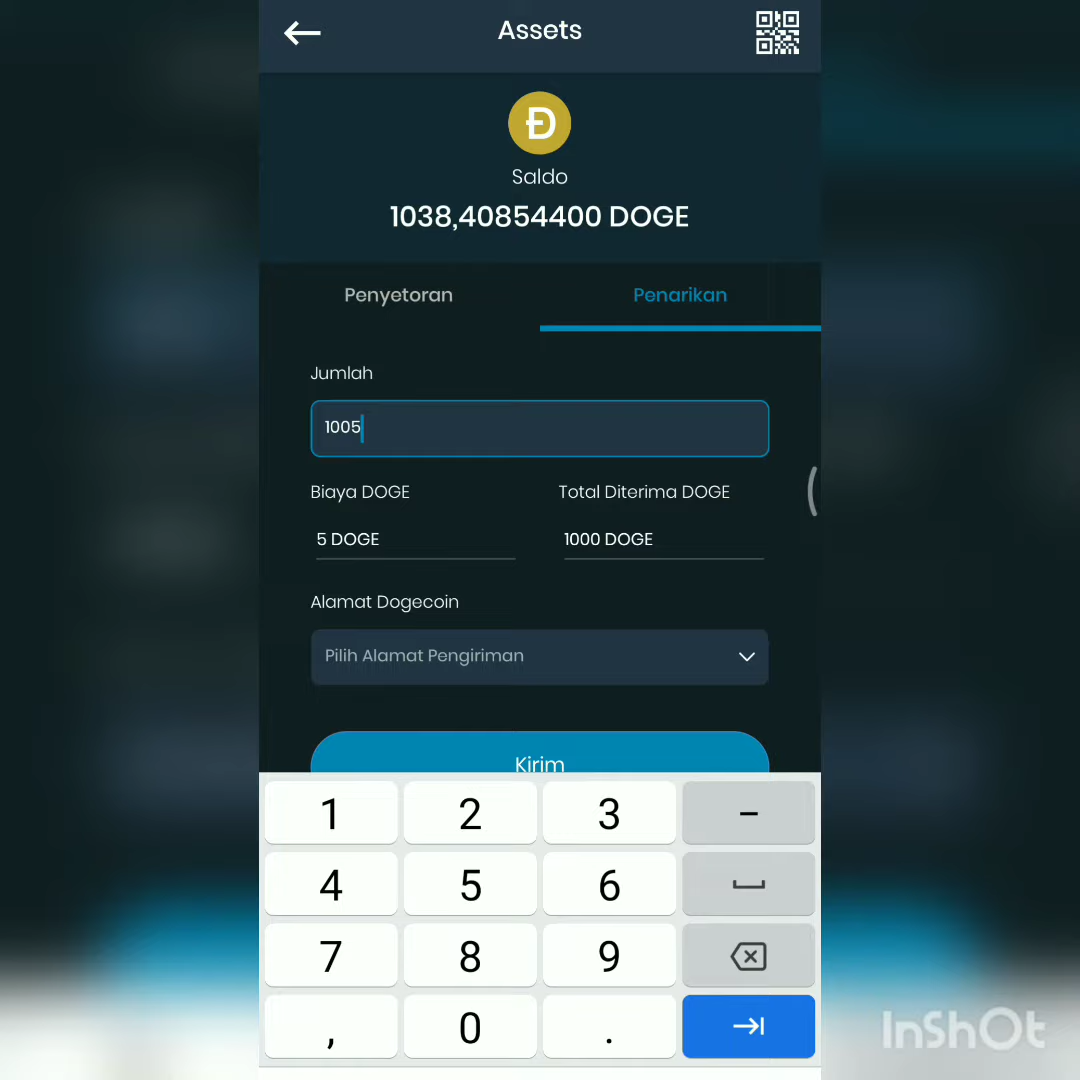 Assets
Saldo
1038,40854400 DOGE
Penyetoran
Penarikan
Jumlah
1005
Biaya DOGE
Total Diterima DOGE
5 DOGE
1000 DOGE
Alamat Dogecoin
Pilih Alamat Pengiriman
Kirim
1 2 3 –
4 5 6
7 8 9
, 0 .
InShOt